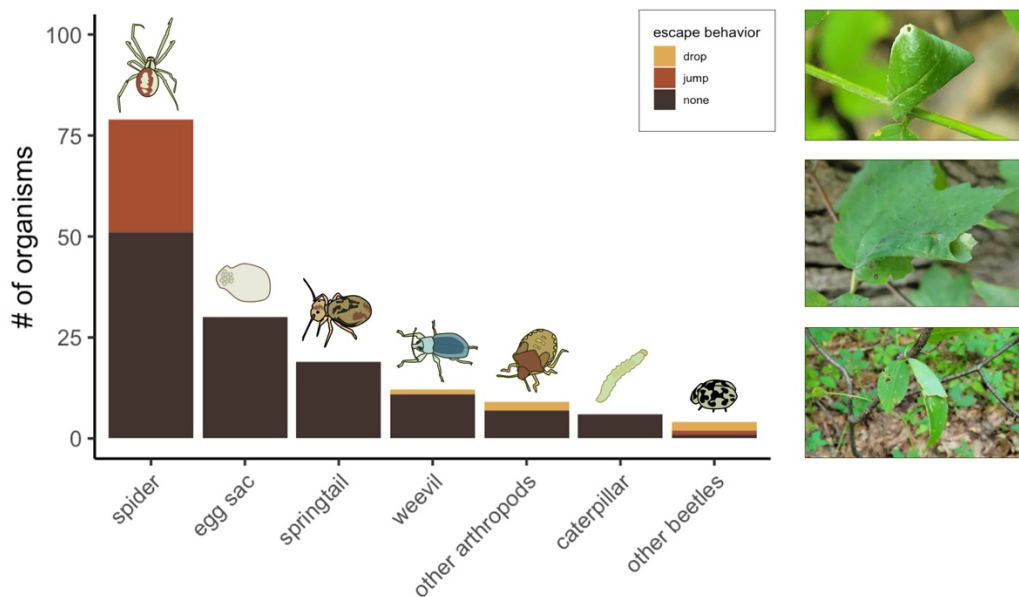 100
75
50
25
0
# of organisms
escape behavior
drop
jump
none
spider
egg sac
springtail
weevil
other arthropods
caterpillar
other beetles